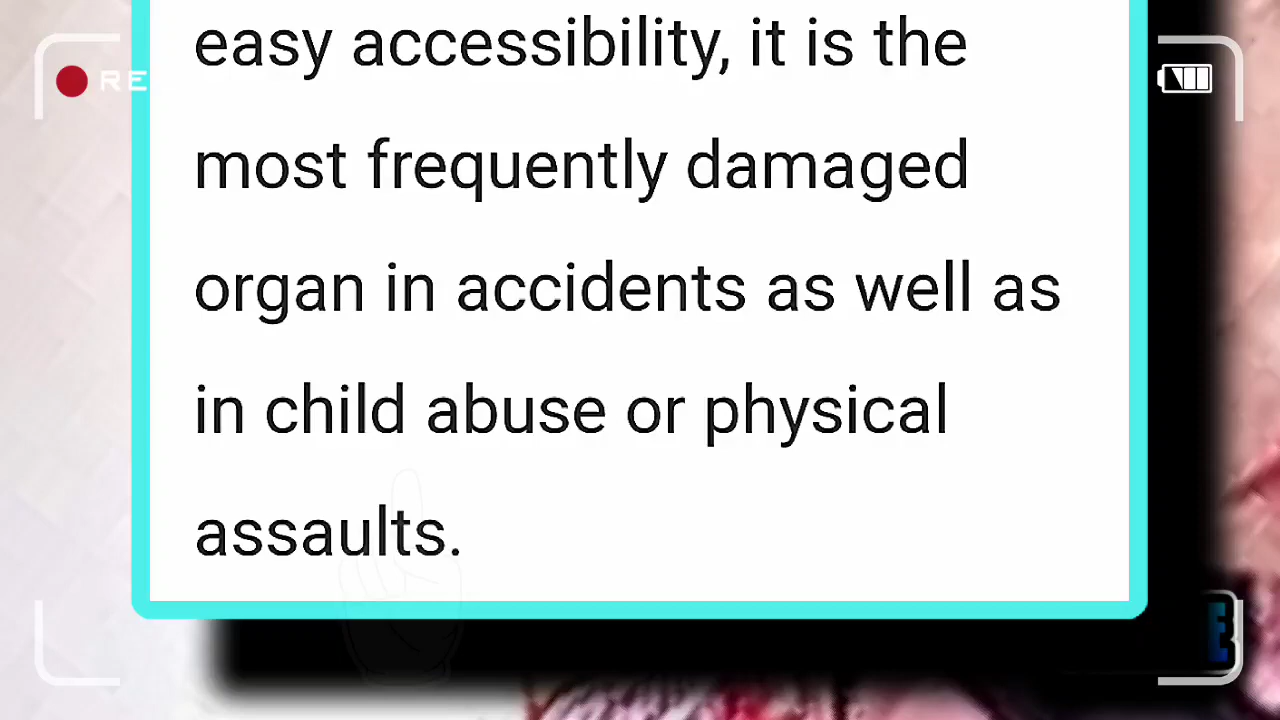 easy accessibility, it is the
RE
most frequently damaged
organ in accidents as well as
in child abuse or physical
assaults.
E